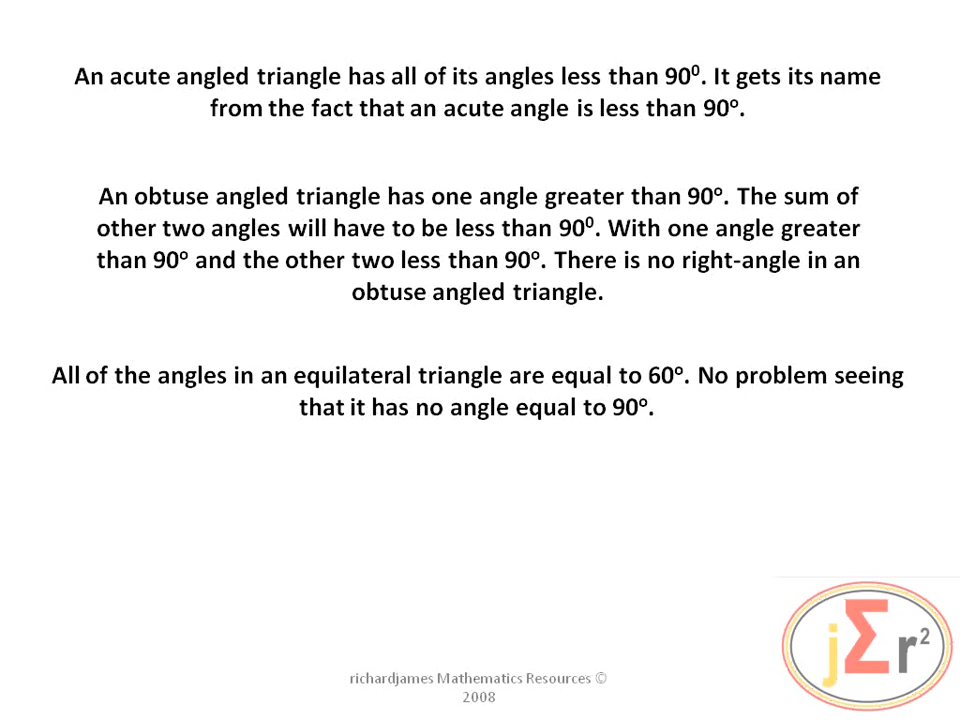 An acute angled triangle has all of its angles less than 90⁰. It gets its name
from the fact that an acute angle is less than 90ᵒ.
An obtuse angled triangle has one angle greater than 90ᵒ. The sum of
other two angles will have to be less than 90⁰. With one angle greater
than 90ᵒ and the other two less than 90ᵒ. There is no right-angle in an
obtuse angled triangle.
All of the angles in an equilateral triangle are equal to 60ᵒ. No problem seeing
that it has no angle equal to 90ᵒ.
jΣr²
richardjames Mathematics Resources ©
2008